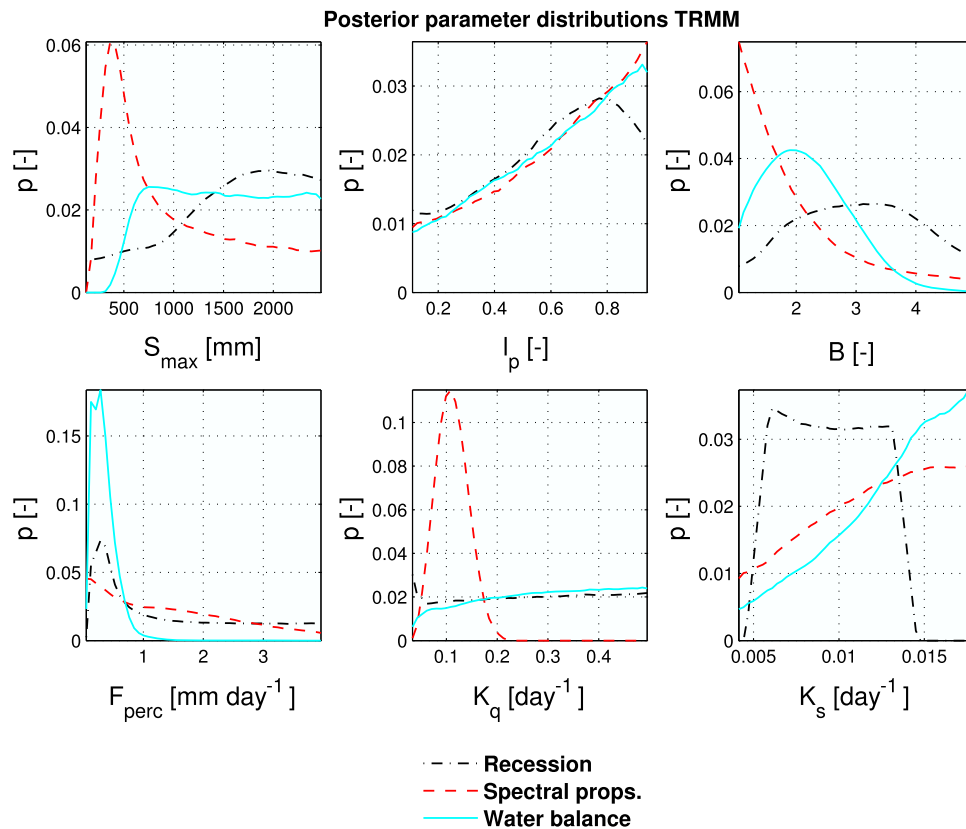 Posterior parameter distributions TRMM
0.06
0.04
0.02
0
p [-]
500 1000 1500 2000
S_max [mm]
0.03
0.02
0.01
0
p [-]
0.2 0.4 0.6 0.8
I_p [-]
0.06
0.04
0.02
0
p [-]
2 3 4
B [-]
0.15
0.1
0.05
0
p [-]
1 2 3
F_perc [mm day^-1 ]
0.1
0.08
0.06
0.04
0.02
0
p [-]
0.1 0.2 0.3 0.4
K_q [day^-1 ]
0.03
0.02
0.01
0
p [-]
0.005 0.01 0.015
K_s [day^-1 ]
Recession
Spectral props.
Water balance